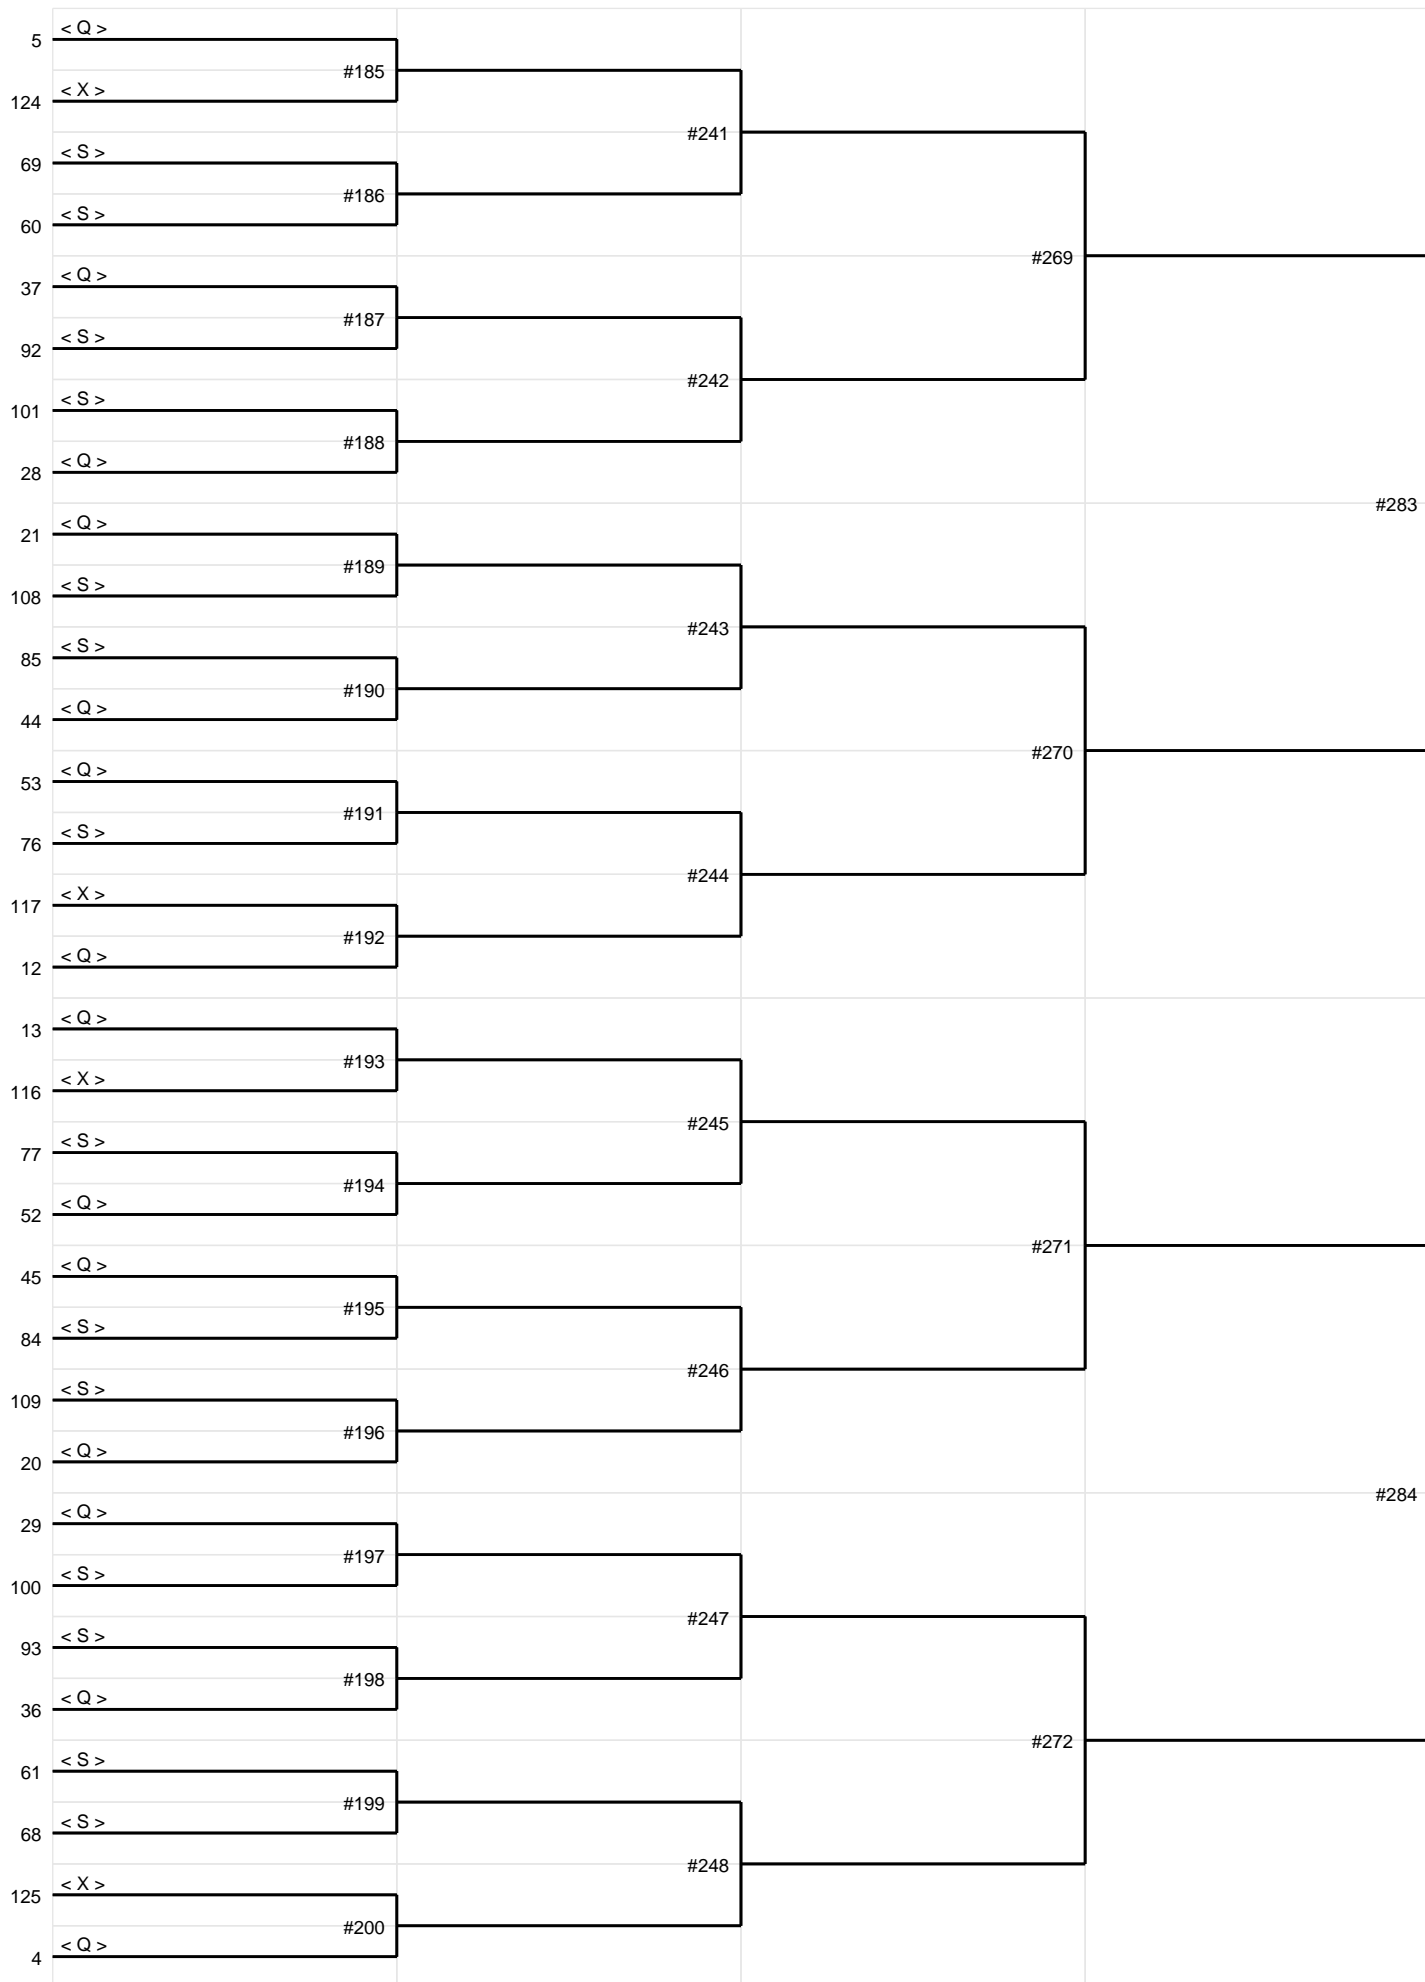 < Q >
5
#185
< X >
124
#241
< S >
69
#186
< S >
60
#269
< Q >
37
#187
< S >
92
#242
< S >
101
#188
< Q >
28
#283
< Q >
21
#189
< S >
108
#243
< S >
85
#190
< Q >
44
#270
< Q >
53
#191
< S >
76
#244
< X >
117
#192
< Q >
12
< Q >
13
#193
< X >
116
#245
< S >
77
#194
< Q >
52
#271
< Q >
45
#195
< S >
84
#246
< S >
109
#196
< Q >
20
#284
< Q >
29
#197
< S >
100
#247
< S >
93
#198
< Q >
36
#272
< S >
61
#199
< S >
68
#248
< X >
125
#200
< Q >
4